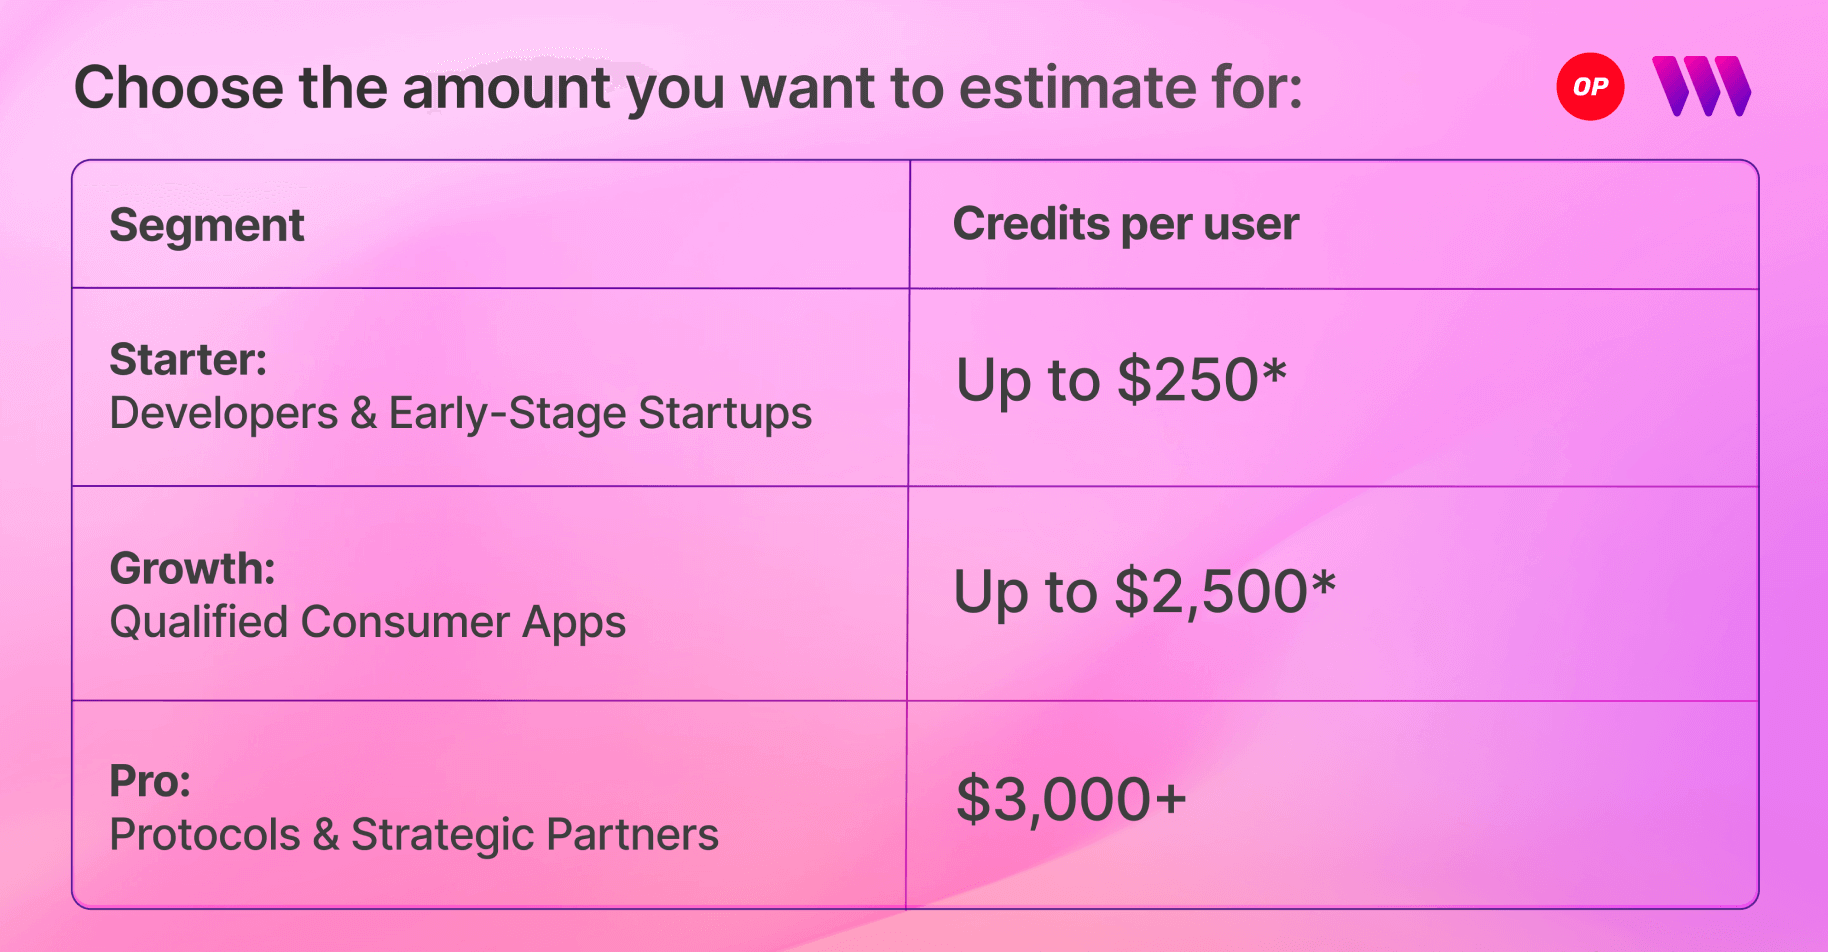 Choose the amount you want to estimate for:
OP
Segment
Credits per user
Starter:
Developers & Early-Stage Startups
Up to $250*
Growth:
Qualified Consumer Apps
Up to $2,500*
Pro:
Protocols & Strategic Partners
$3,000+